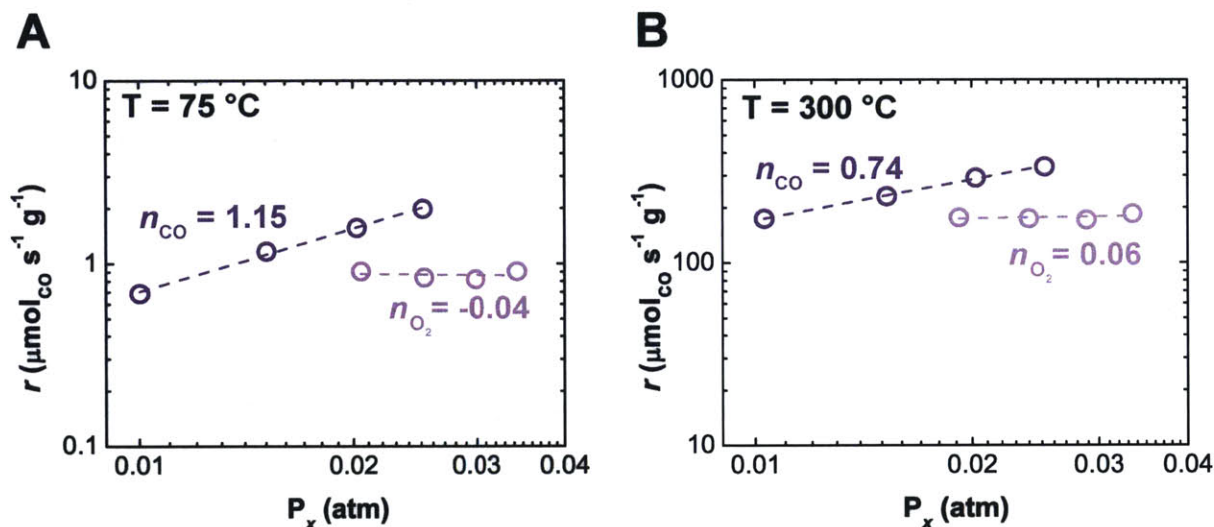 A
T = 75 °C
10
1
0.1
n_CO = 1.15
n_O₂ = -0.04
r (μmol_CO s⁻¹ g⁻¹)
0.01 0.02 0.03 0.04
P_x (atm)
B
T = 300 °C
1000
100
10
n_CO = 0.74
n_O₂ = 0.06
r (μmol_CO s⁻¹ g⁻¹)
0.01 0.02 0.03 0.04
P_x (atm)